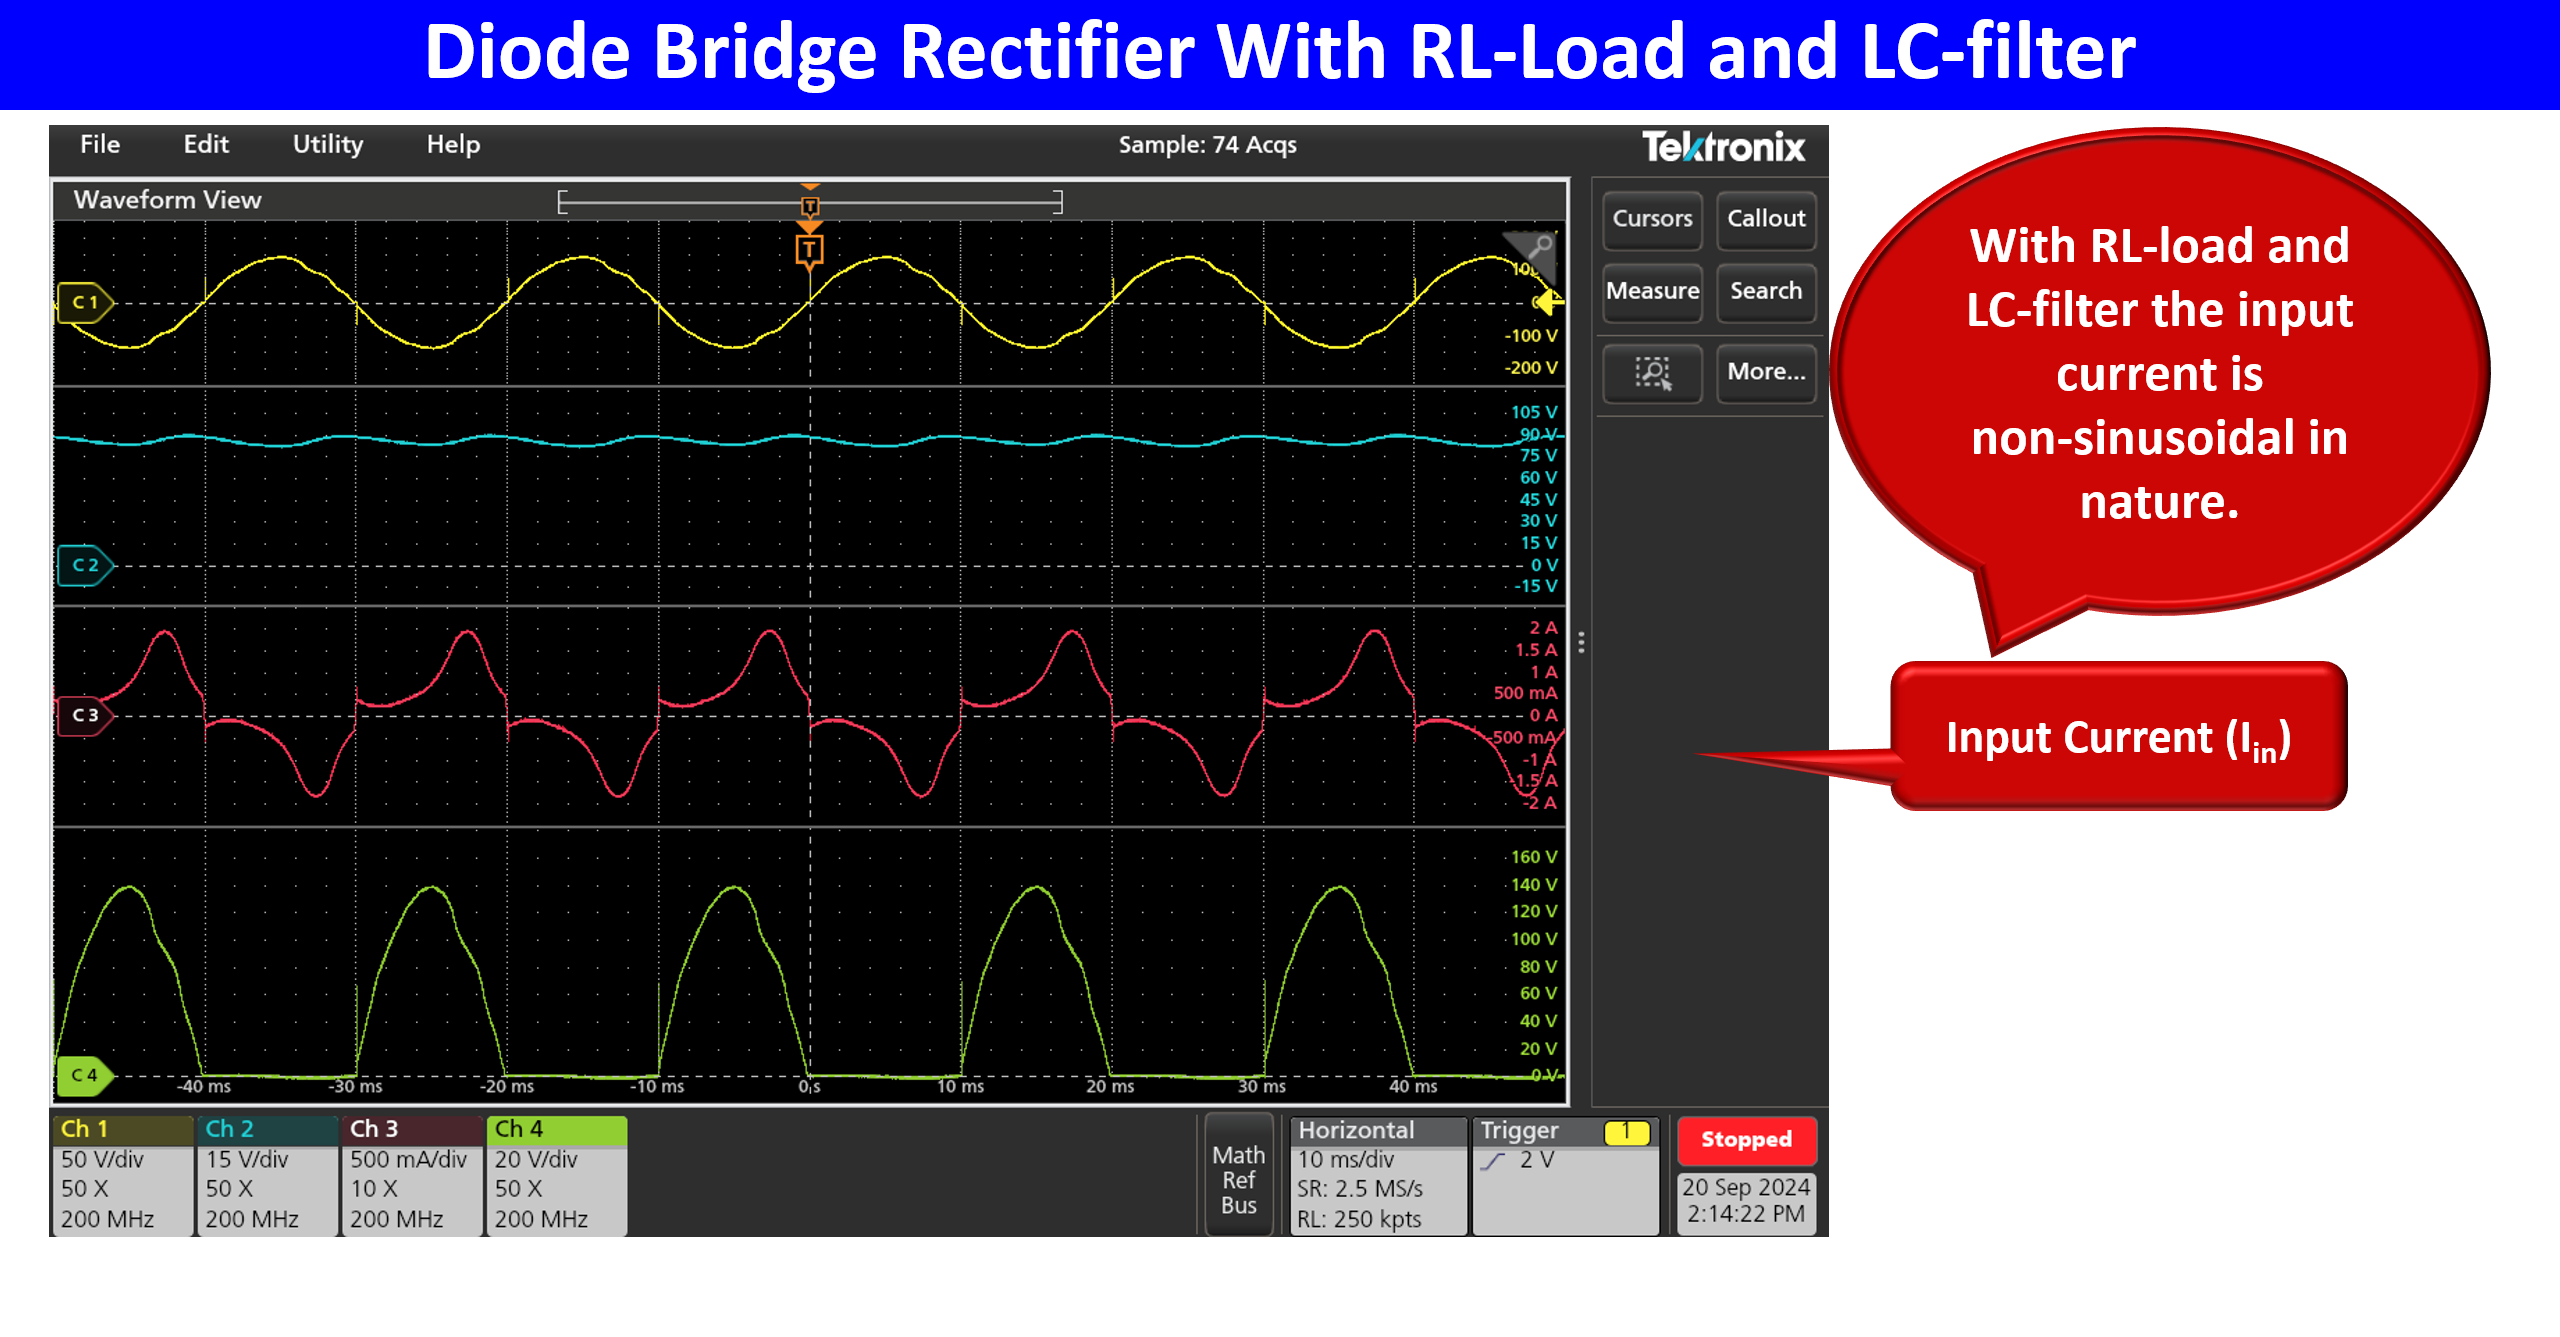 Diode Bridge Rectifier With RL-Load and LC-filter
File Edit Utility Help Sample: 74 Acqs Tektronix
Waveform View
T
T
Cursors Callout
Measure Search
More...
C 1
0
-100 V
-200 V
105 V
90 V
75 V
60 V
45 V
30 V
15 V
0 V
-15 V
C 2
2 A
1.5 A
1 A
500 mA
0 A
-500 mA
-1 A
-1.5 A
-2 A
C 3
160 V
140 V
120 V
100 V
80 V
60 V
40 V
20 V
0 V
C 4
-40 ms -30 ms -20 ms -10 ms 0 s 10 ms 20 ms 30 ms 40 ms
Ch 1
50 V/div
50 X
200 MHz
Ch 2
15 V/div
50 X
200 MHz
Ch 3
500 mA/div
10 X
200 MHz
Ch 4
20 V/div
50 X
200 MHz
Math
Ref
Bus
Horizontal
10 ms/div
SR: 2.5 MS/s
RL: 250 kpts
Trigger 1
2 V
Stopped
20 Sep 2024
2:14:22 PM
With RL-load and
LC-filter the input
current is
non-sinusoidal in
nature.
Input Current (Iin)